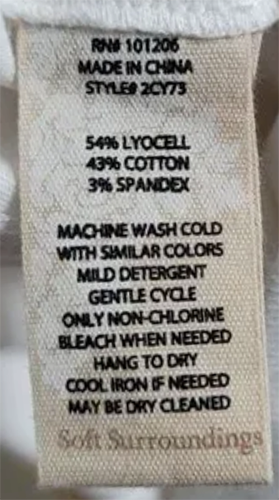 RN# 101206
MADE IN CHINA
STYLE# 2CY73
54% LYOCELL
43% COTTON
3% SPANDEX
MACHINE WASH COLD
WITH SIMILAR COLORS
MILD DETERGENT
GENTLE CYCLE
ONLY NON-CHLORINE
BLEACH WHEN NEEDED
HANG TO DRY
COOL IRON IF NEEDED
MAY BE DRY CLEANED
Soft Surroundings